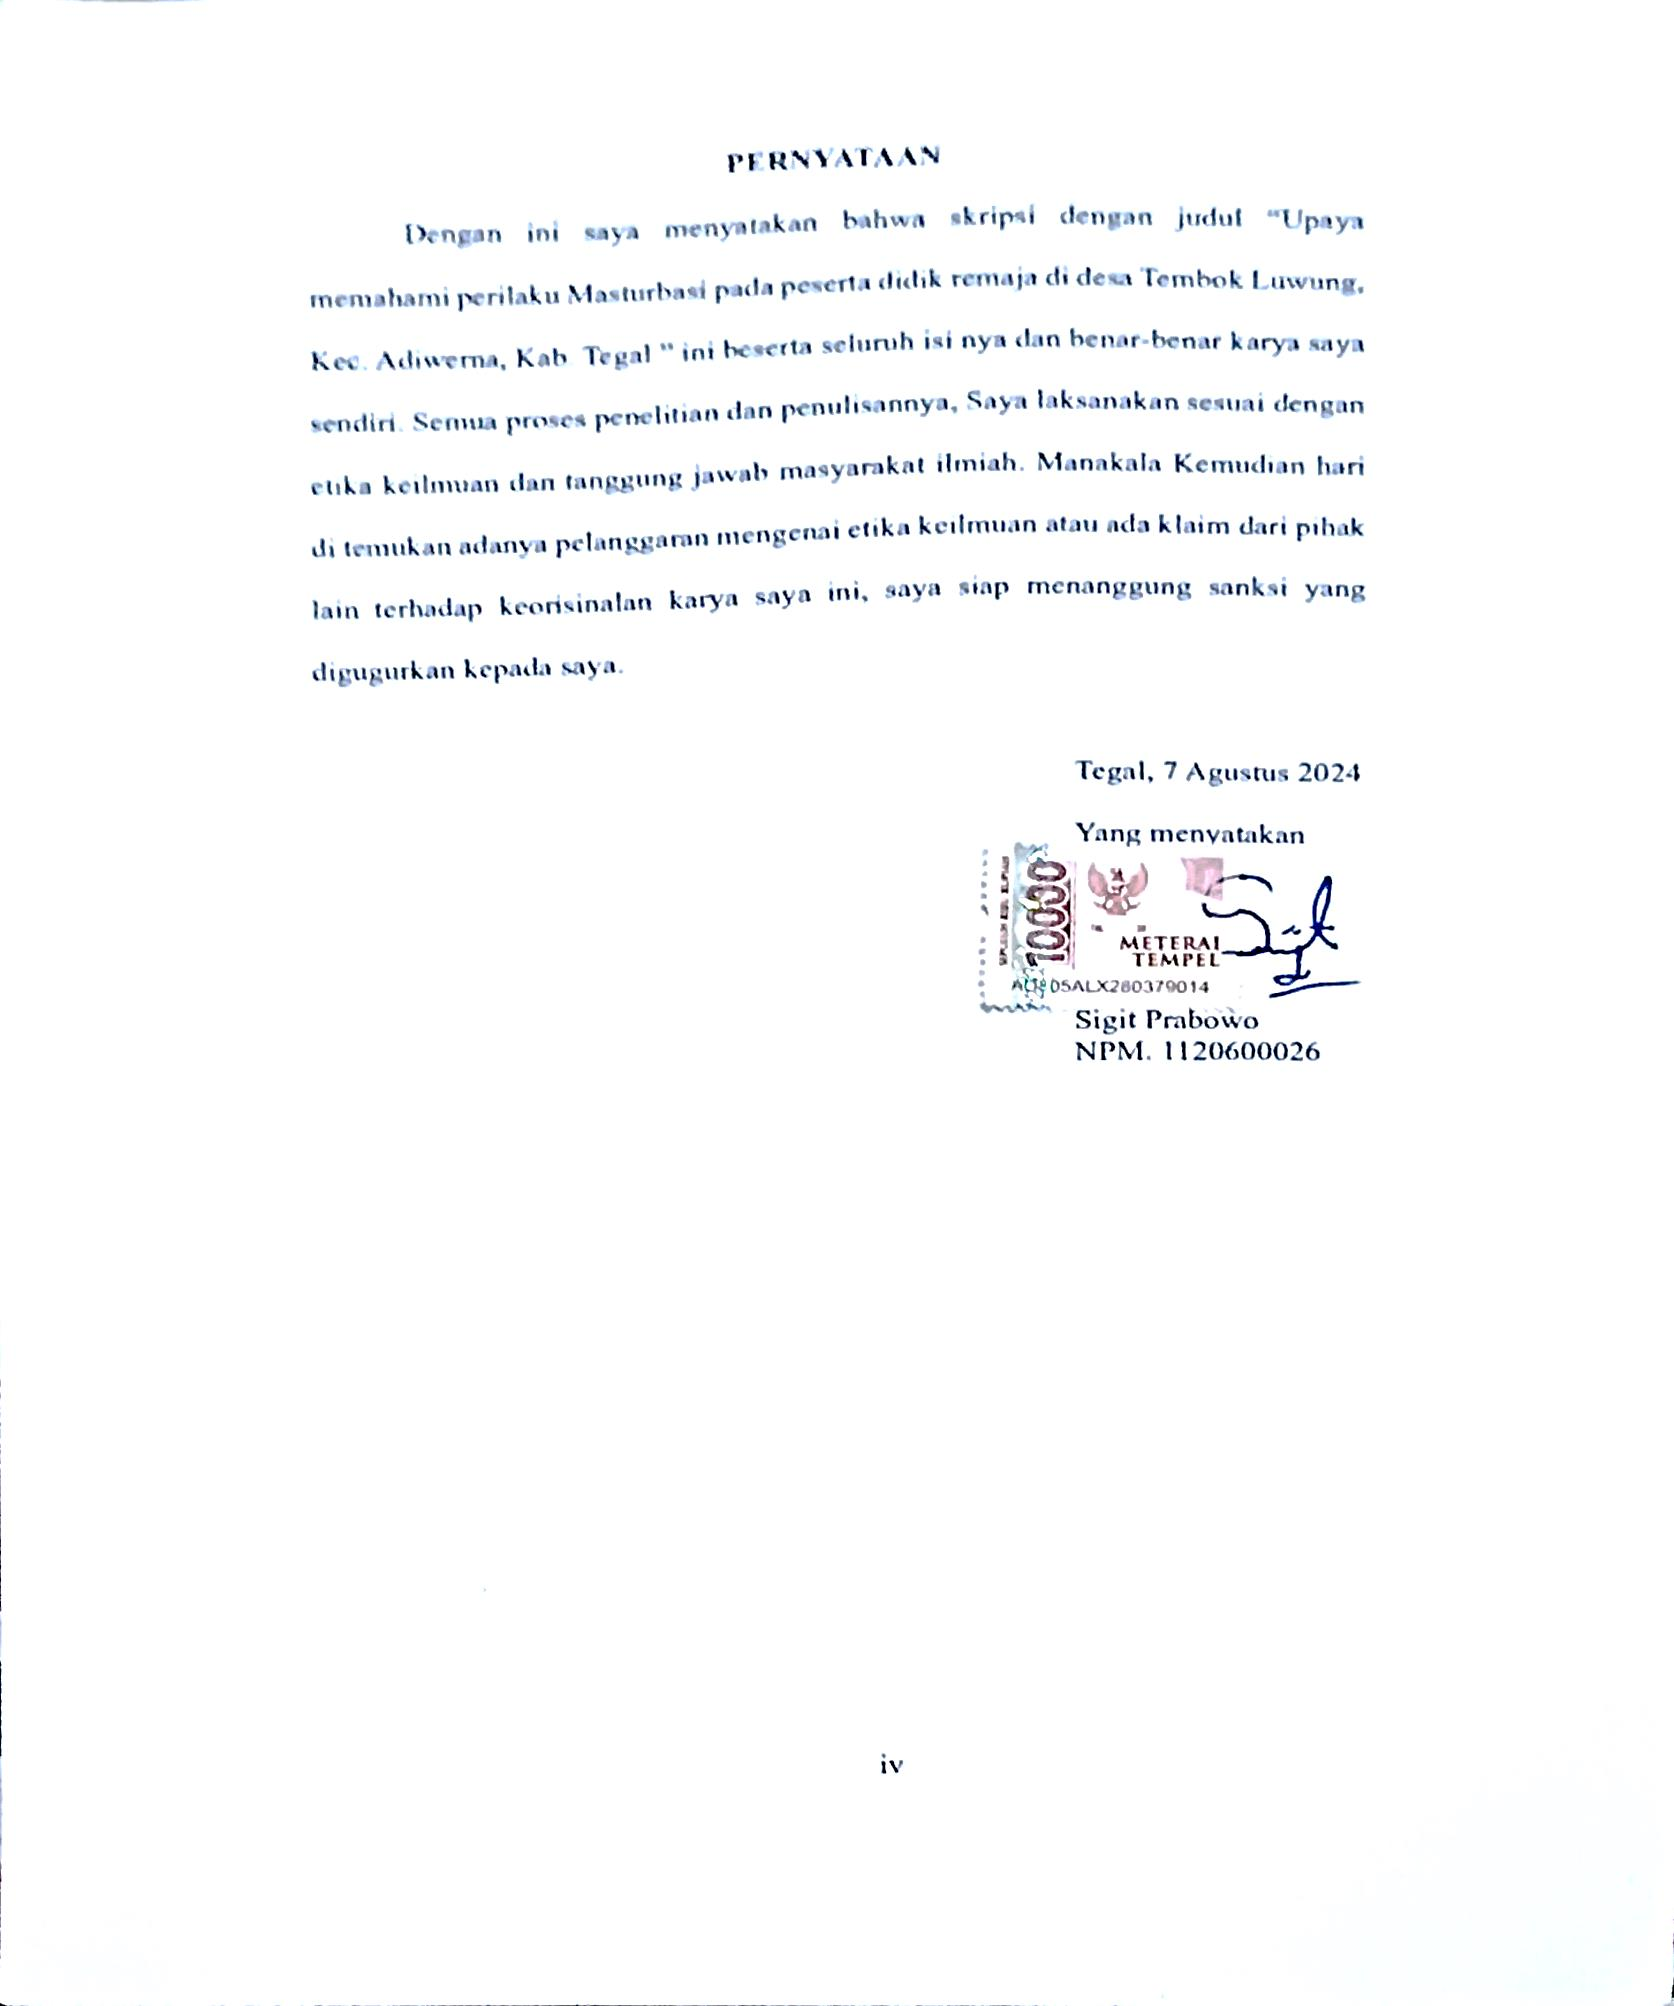 PERNYATAAN
Dengan ini saya menyatakan bahwa skripsi dengan judul “Upaya
memahami perilaku Masturbasi pada peserta didik remaja di desa Tembok Luwung,
Kec. Adiwerna, Kab Tegal ” ini beserta seluruh isi nya dan benar-benar karya saya
sendiri. Semua proses penelitian dan penulisannya, Saya laksanakan sesuai dengan
etika keilmuan dan tanggung jawab masyarakat ilmiah. Manakala Kemudian hari
di temukan adanya pelanggaran mengenai etika keilmuan atau ada klaim dari pihak
lain terhadap keorisinalan karya saya ini, saya siap menanggung sanksi yang
digugurkan kepada saya.
Tegal, 7 Agustus 2024
Yang menyatakan
10000
METERAI
TEMPEL
D5ALX280379014
Sigit Prabowo
NPM. 1120600026
iv